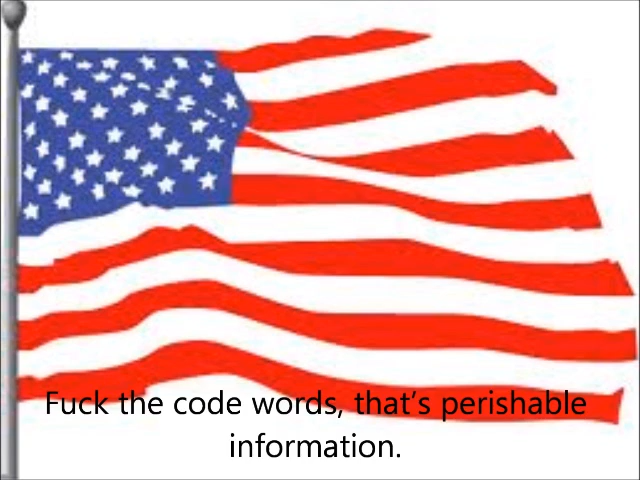 Fuck the code words, that's perishable
information.